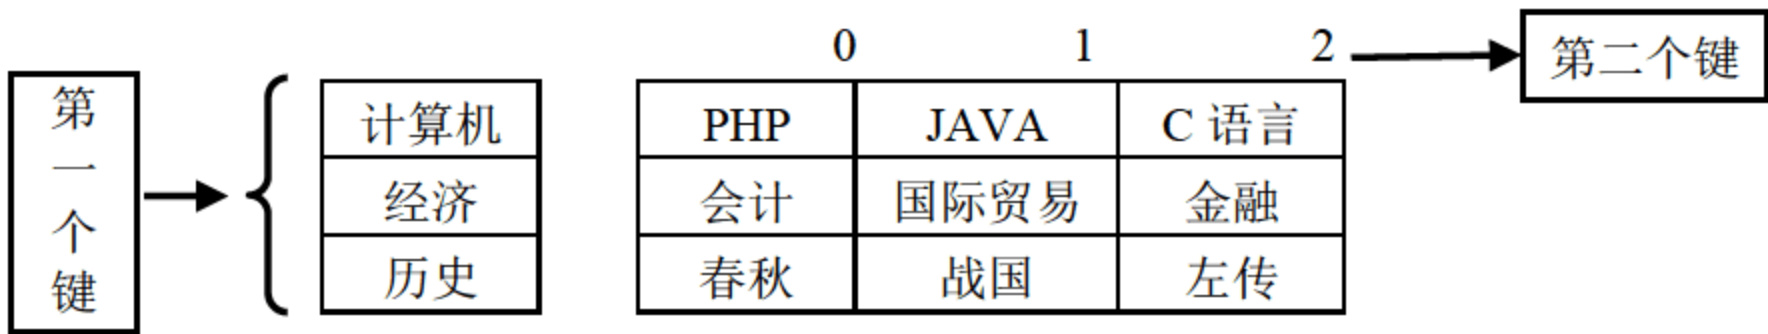 0 1 2
第二个键
第一个键
计算机 PHP JAVA C 语言
经济 会计 国际贸易 金融
历史 春秋 战国 左传